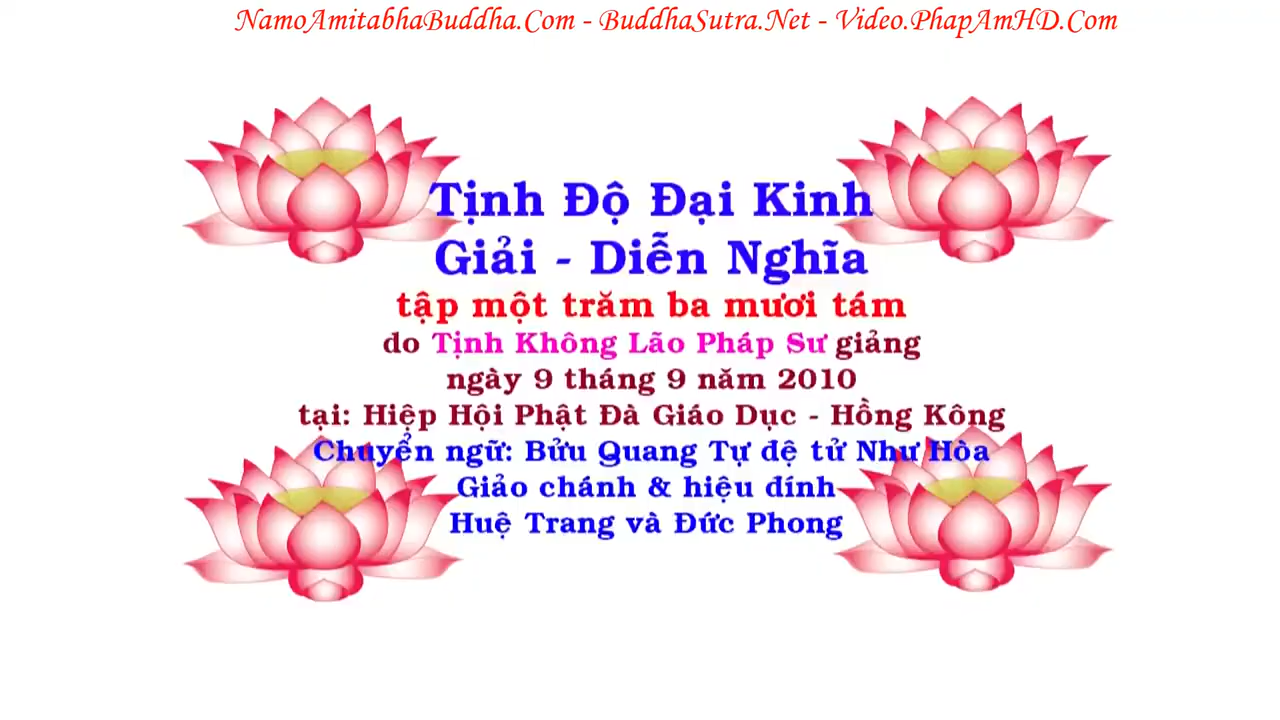 NamoAmitabhaBuddha.Com - BuddhaSutra.Net - Video.PhapAmHD.Com
Tịnh Độ Đại Kinh
Giải - Diễn Nghĩa
tập một trăm ba mươi tám
do Tịnh Không Lão Pháp Sư giảng
ngày 9 tháng 9 năm 2010
tại: Hiệp Hội Phật Đà Giáo Dục - Hồng Kông
Chuyển ngữ: Bửu Quang Tự đệ tử Như Hòa
Giảo chánh & hiệu đính
Huệ Trang và Đức Phong